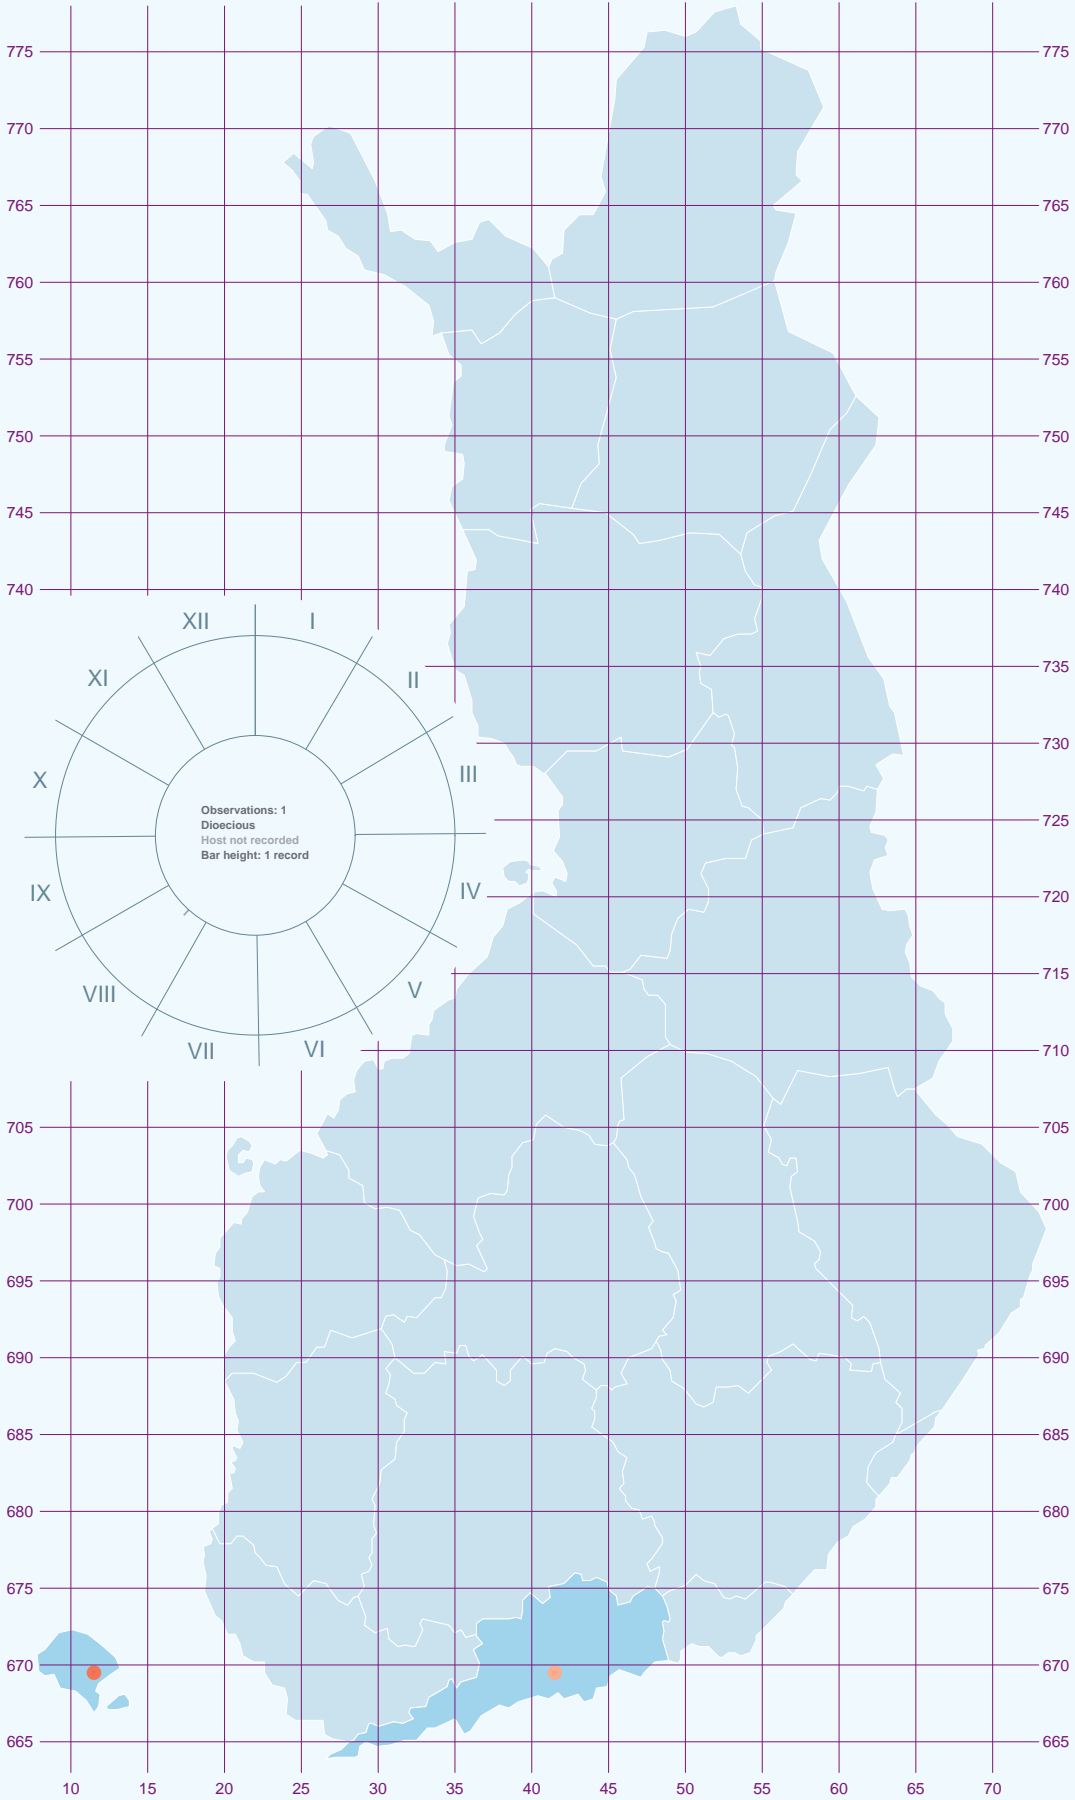 775 775
770 770
765 765
760 760
755 755
750 750
745 745
740 740
XII I
XI II
735
730
X III
Observations: 1
Dioecious
Host not recorded
Bar height: 1 record
725
IX IV
720
VIII V
715
VII VI
710
705 705
700 700
695 695
690 690
685 685
680 680
675 675
670 670
665 665
10 15 20 25 30 35 40 45 50 55 60 65 70